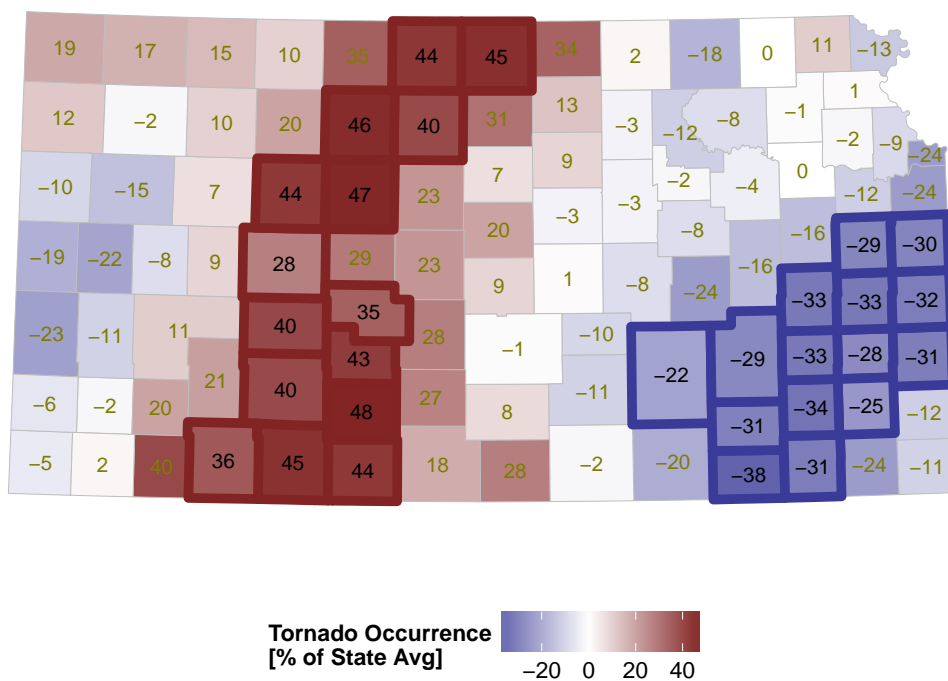 19 17 15 10 35 44 45 34 2 −18 0 11 −13
12 −2 10 20 46 40 31 13 −3 −12 −8 −1 1
−2 −9 −24
−10 −15 7 44 47 23 7 9 −3 −2 −4 0 −12 −24
−19 −22 −8 9 28 29 23 20 −3 −8 −16 −29 −30
9 1 −8 −24 −16 −33 −33 −32
−23 −11 11 40 35 28 −1 −10 −29 −33 −28 −31
43
−6 −2 20 21 40 48 27 8 −11 −22 −31 −34 −25 −12
−5 2 40 36 45 44 18 28 −2 −20 −38 −31 −24 −11
Tornado Occurrence
[% of State Avg]
−20 0 20 40